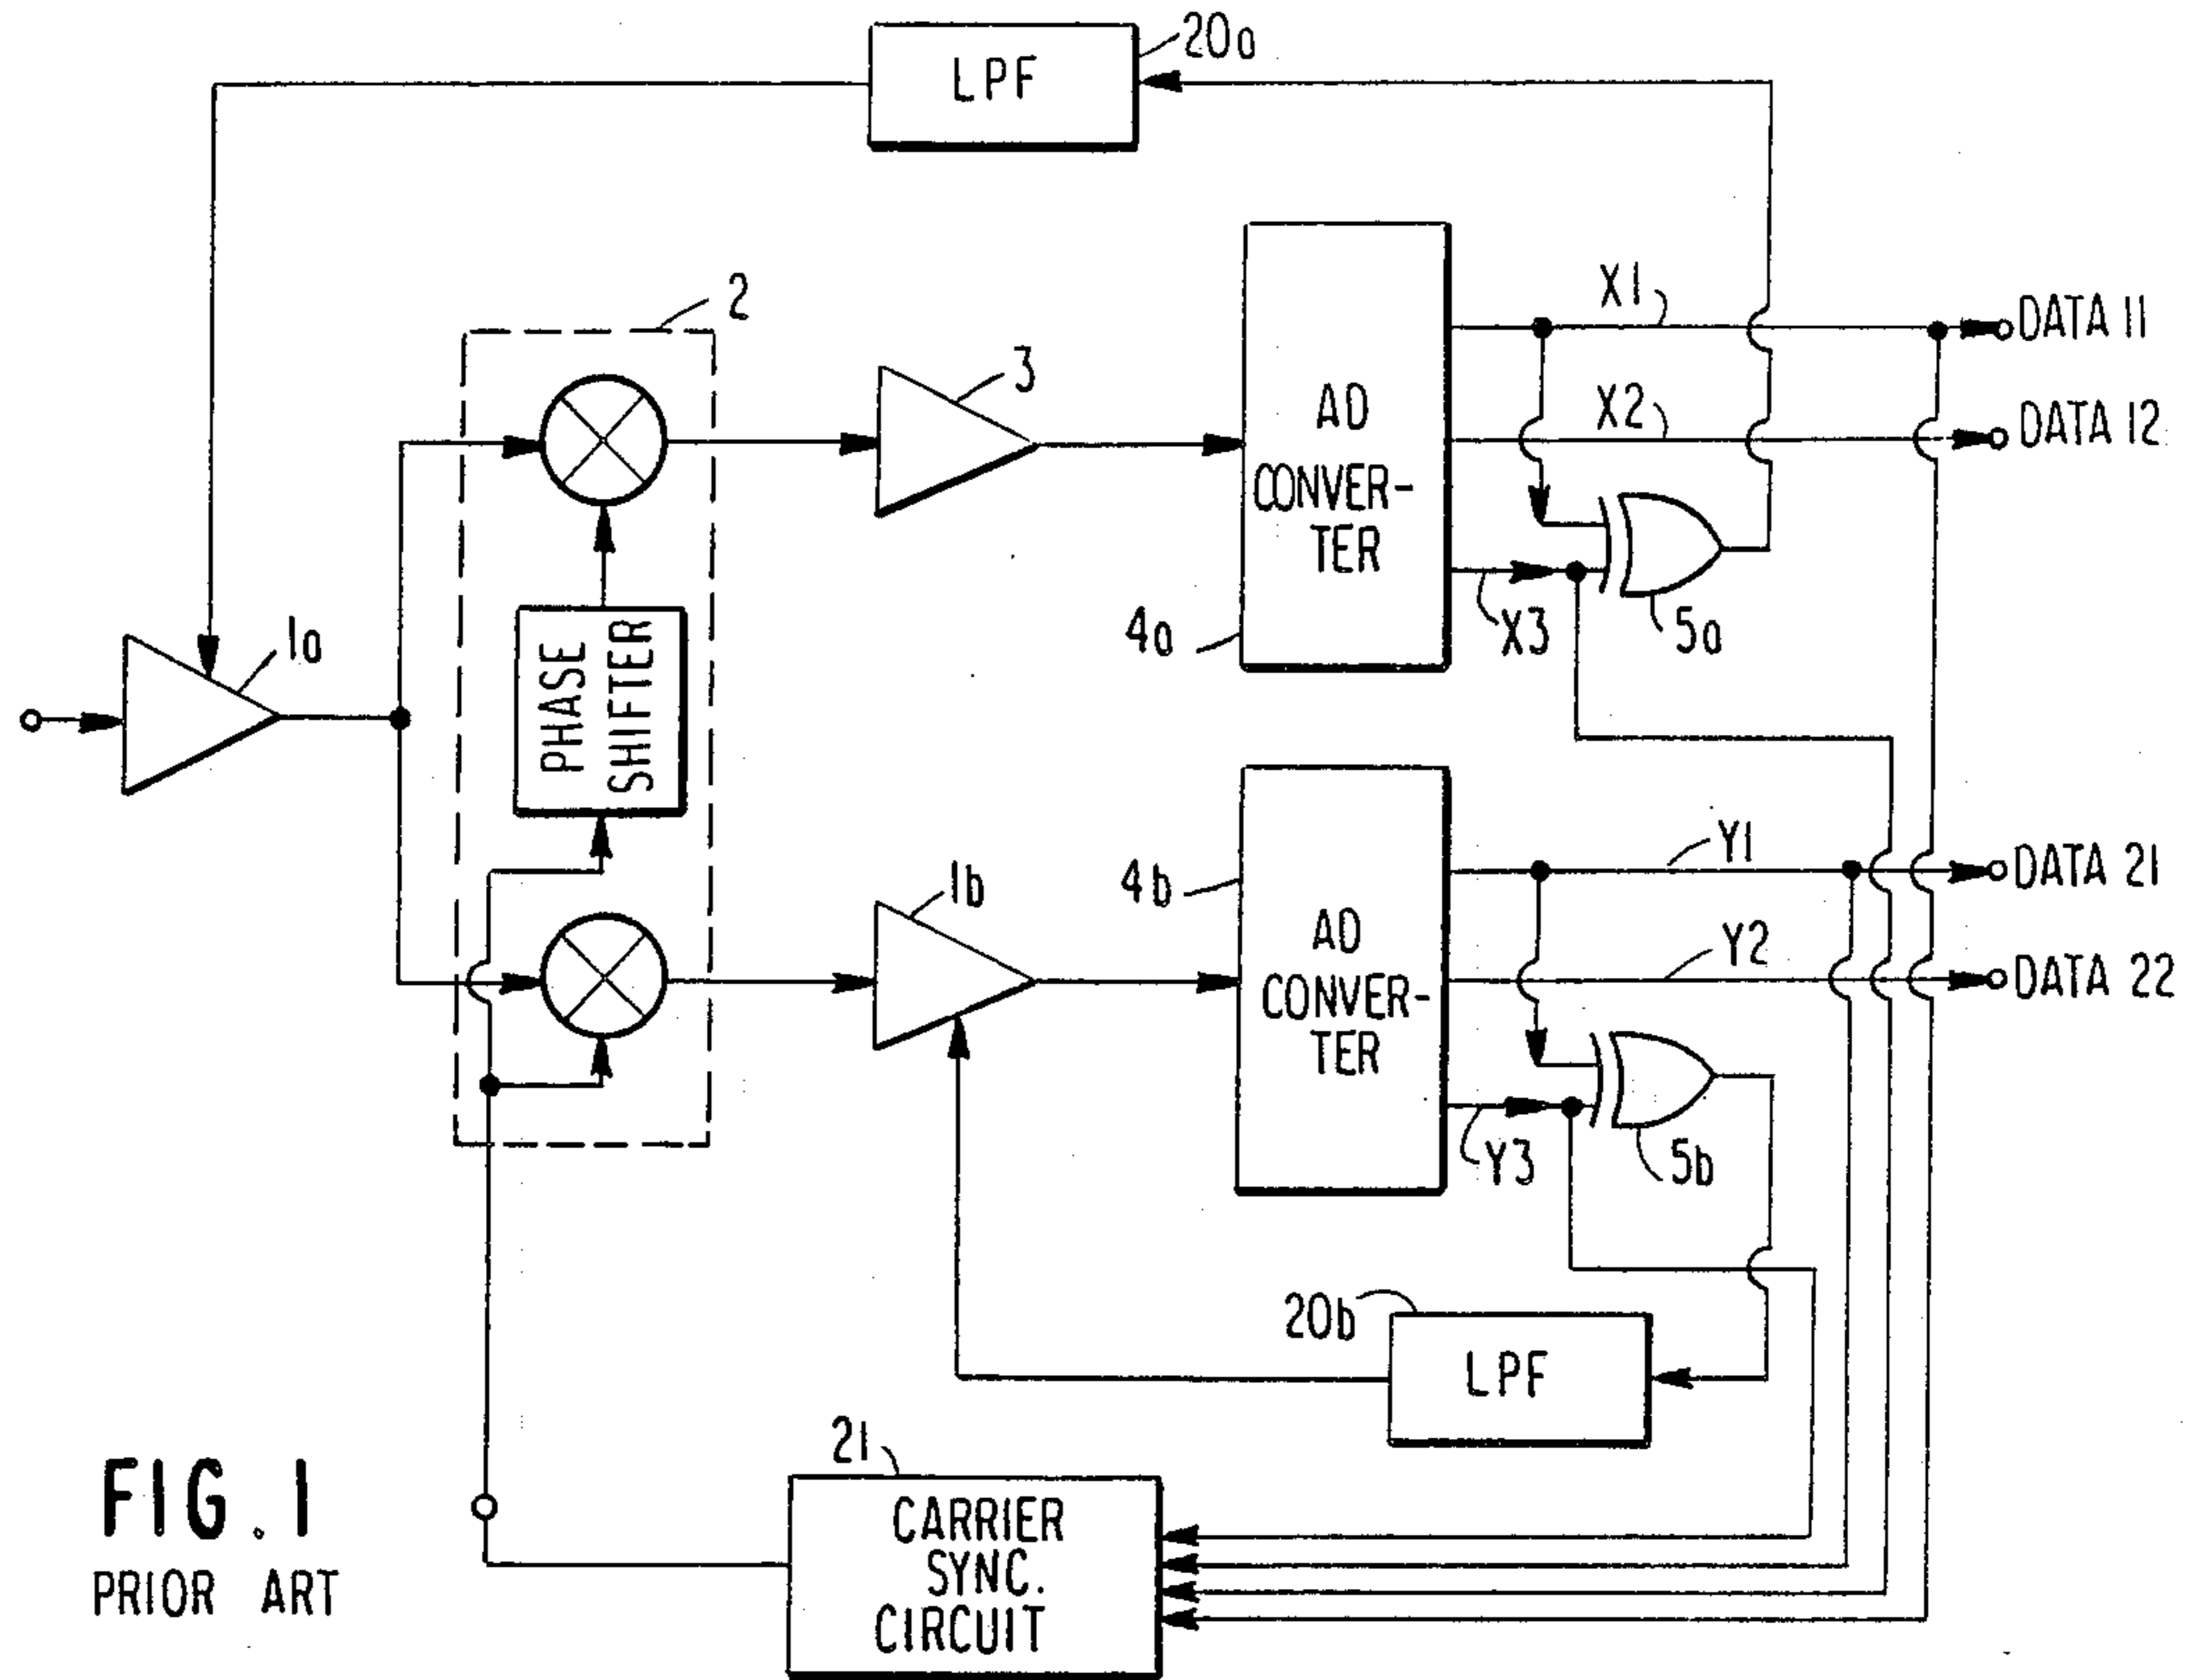 20a
LPF
2
3
X1
DATA 11
AD
CONVER-
TER
X2
DATA 12
1a
PHASE
SHIFTER
4a
X3
5a
1b
4b
AD
CONVER-
TER
Y1
DATA 21
Y2
DATA 22
Y3
5b
20b
LPF
21
CARRIER
SYNC.
CIRCUIT
FIG. 1
PRIOR ART